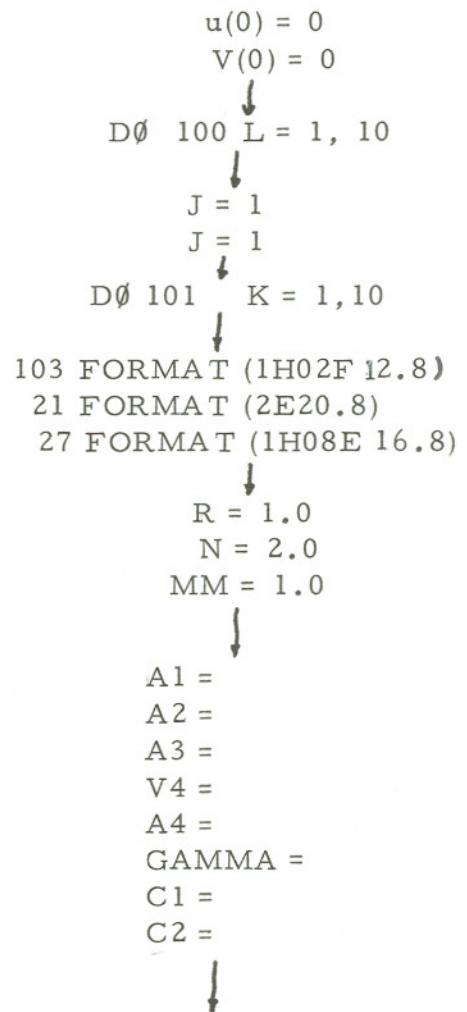 u(0) = 0
V(0) = 0
DØ 100 L = 1, 10
J = 1
J = 1
DØ 101 K = 1,10
103 FORMAT (1H02F 12.8)
21 FORMAT (2E20.8)
27 FORMAT (1H08E 16.8)
R = 1.0
N = 2.0
MM = 1.0
A1 =
A2 =
A3 =
V4 =
A4 =
GAMMA =
C1 =
C2 =